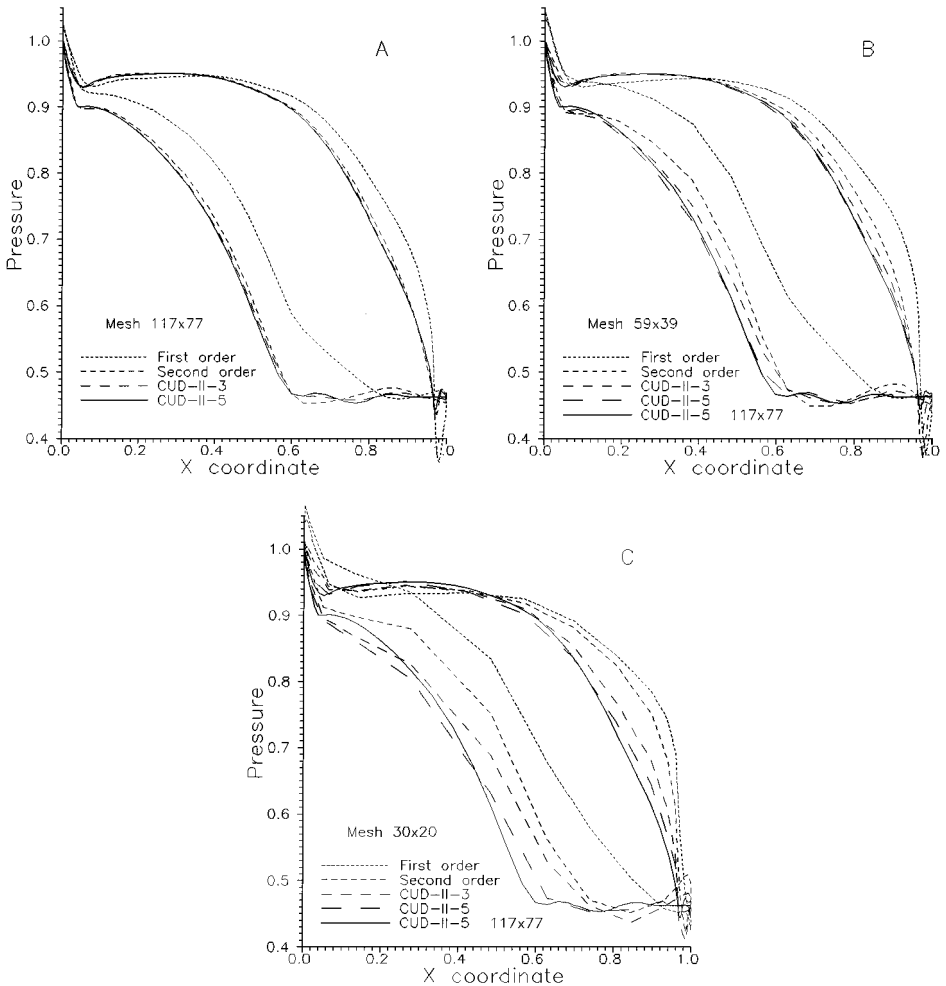 A
1.0
0.9
0.8
0.7
0.6
0.5
0.4
Pressure
Mesh 117x77
First order
Second order
CUD-II-3
CUD-II-5
0.0
0.2
0.4
0.6
0.8
1.0
X coordinate
B
1.0
0.9
0.8
0.7
0.6
0.5
0.4
Pressure
Mesh 59x39
First order
Second order
CUD-II-3
CUD-II-5
CUD-II-5 117x77
0.0
0.2
0.4
0.6
0.8
1.0
X coordinate
C
1.0
0.9
0.8
0.7
0.6
0.5
0.4
Pressure
Mesh 30x20
First order
Second order
CUD-II-3
CUD-II-5
CUD-II-5 117x77
0.0
0.2
0.4
0.6
0.8
1.0
X coordinate